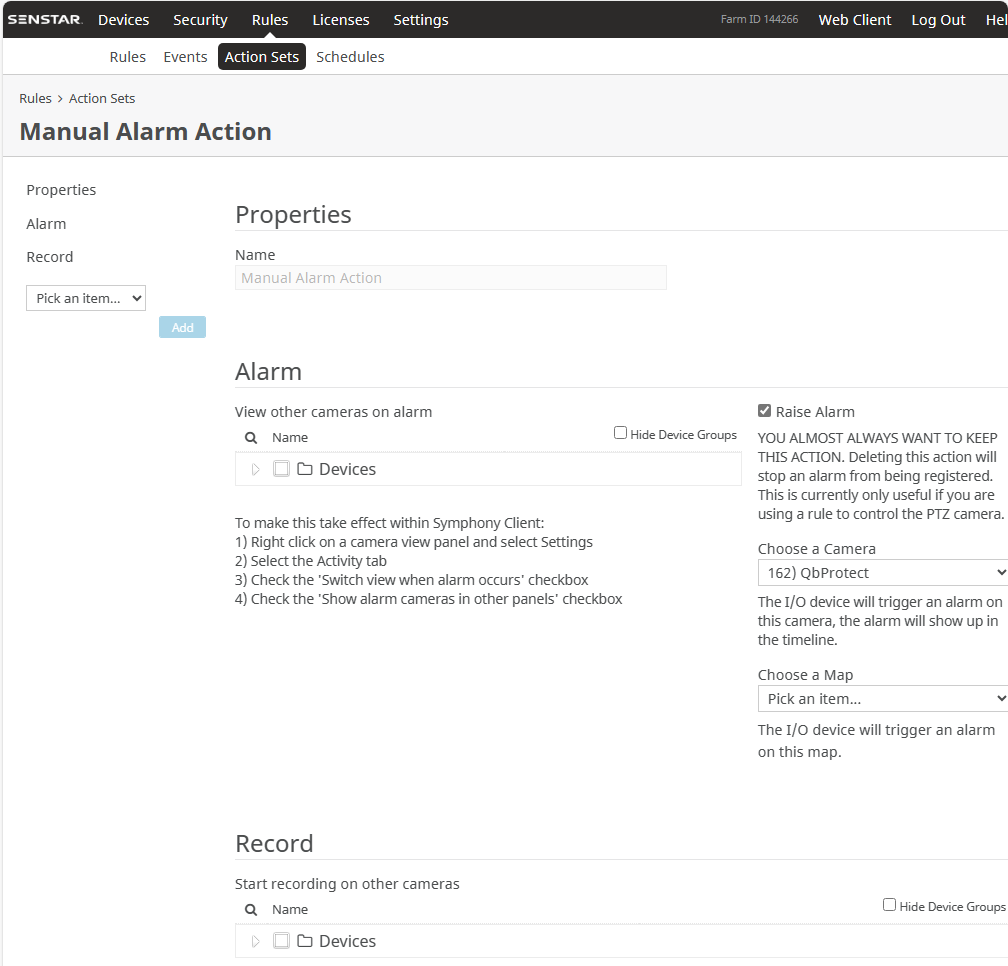 SENSTAR Devices Security Rules Licenses Settings Farm ID 144266 Web Client Log Out Hel
Rules Events Action Sets Schedules
Rules > Action Sets
Manual Alarm Action
Properties
Alarm
Record
Pick an item...
Add
Properties
Name
Manual Alarm Action
Alarm
View other cameras on alarm
Name Hide Device Groups
Devices
To make this take effect within Symphony Client:
1) Right click on a camera view panel and select Settings
2) Select the Activity tab
3) Check the 'Switch view when alarm occurs' checkbox
4) Check the 'Show alarm cameras in other panels' checkbox
Raise Alarm
YOU ALMOST ALWAYS WANT TO KEEP
THIS ACTION. Deleting this action will
stop an alarm from being registered.
This is currently only useful if you are
using a rule to control the PTZ camera.
Choose a Camera
162) QbProtect
The I/O device will trigger an alarm on
this camera, the alarm will show up in
the timeline.
Choose a Map
Pick an item...
The I/O device will trigger an alarm
on this map.
Record
Start recording on other cameras
Name Hide Device Groups
Devices